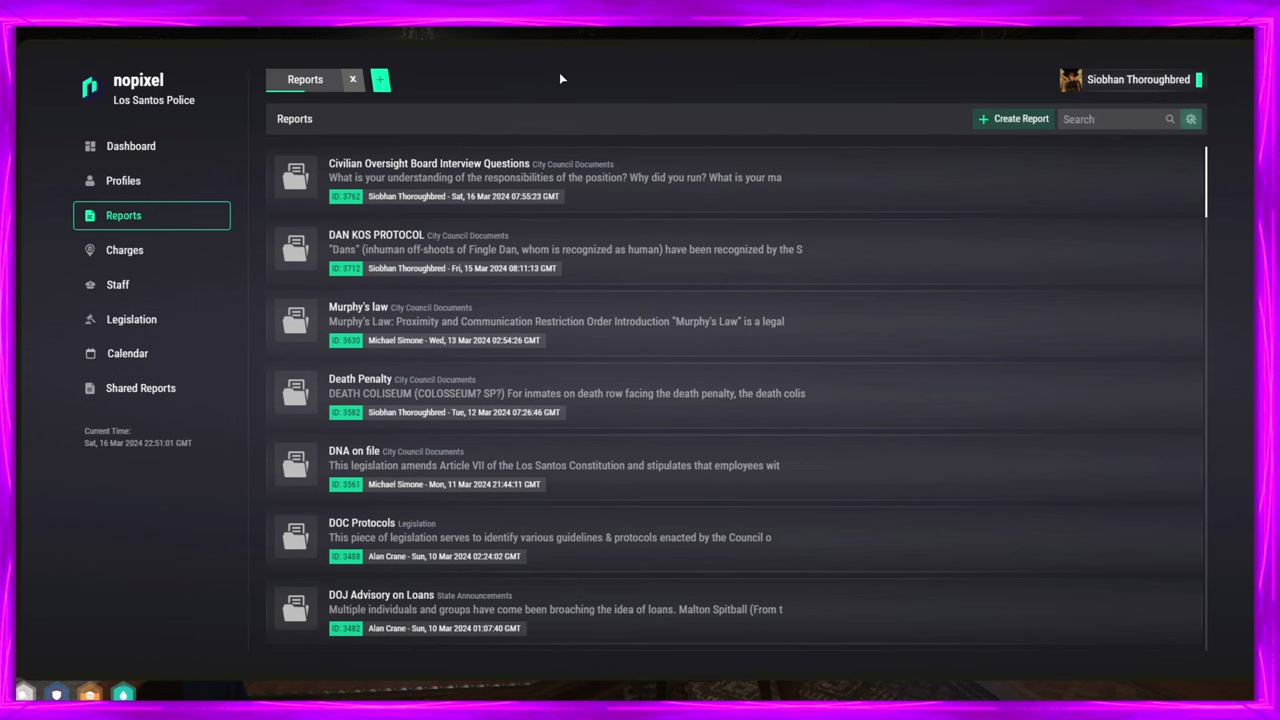 nopixel
Los Santos Police
Dashboard
Profiles
Reports
Charges
Staff
Legislation
Calendar
Shared Reports
Current Time:
Sat, 16 Mar 2024 22:51:01 GMT
Reports x +
Siobhan Thoroughbred
Reports
+ Create Report
Search
Civilian Oversight Board Interview Questions City Council Documents
What is your understanding of the responsibilities of the position? Why did you run? What is your ma
ID: 3762 Siobhan Thoroughbred - Sat, 16 Mar 2024 07:55:23 GMT
DAN KOS PROTOCOL City Council Documents
"Dans" (inhuman off-shoots of Fingle Dan, whom is recognized as human) have been recognized by the S
ID: 3712 Siobhan Thoroughbred - Fri, 15 Mar 2024 08:11:13 GMT
Murphy's law City Council Documents
Murphy's Law: Proximity and Communication Restriction Order Introduction "Murphy's Law" is a legal
ID: 3630 Michael Simone - Wed, 13 Mar 2024 02:54:26 GMT
Death Penalty City Council Documents
DEATH COLISEUM (COLOSSEUM? SP?) For inmates on death row facing the death penalty, the death colis
ID: 3582 Siobhan Thoroughbred - Tue, 12 Mar 2024 07:26:46 GMT
DNA on file City Council Documents
This legislation amends Article VII of the Los Santos Constitution and stipulates that employees wit
ID: 3561 Michael Simone - Mon, 11 Mar 2024 21:44:11 GMT
DOC Protocols Legislation
This piece of legislation serves to identify various guidelines & protocols enacted by the Council o
ID: 3488 Alan Crane - Sun, 10 Mar 2024 02:24:02 GMT
DOJ Advisory on Loans State Announcements
Multiple individuals and groups have come been broaching the idea of loans. Malton Spitball (From t
ID: 3482 Alan Crane - Sun, 10 Mar 2024 01:07:40 GMT